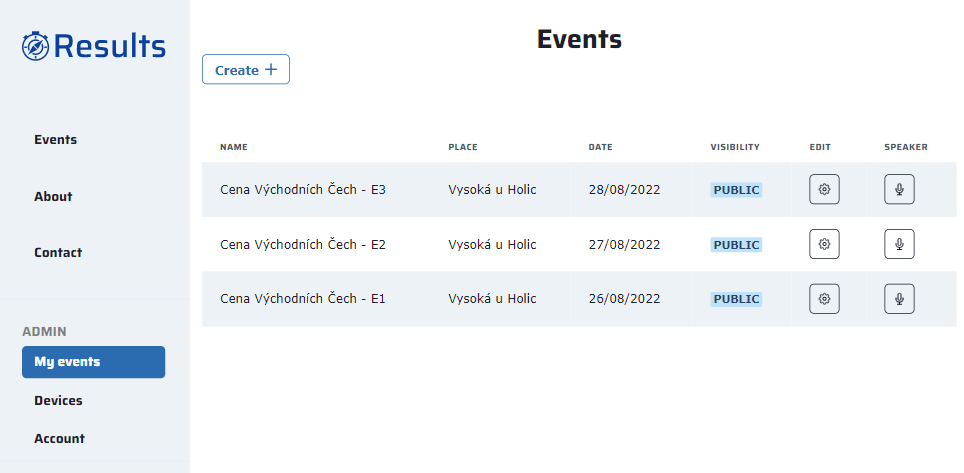 Results
Events
About
Contact
ADMIN
My events
Devices
Account
Events
Create +
NAME PLACE DATE VISIBILITY EDIT SPEAKER
Cena Východních Čech - E3 Vysoká u Holic 28/08/2022 PUBLIC
Cena Východních Čech - E2 Vysoká u Holic 27/08/2022 PUBLIC
Cena Východních Čech - E1 Vysoká u Holic 26/08/2022 PUBLIC